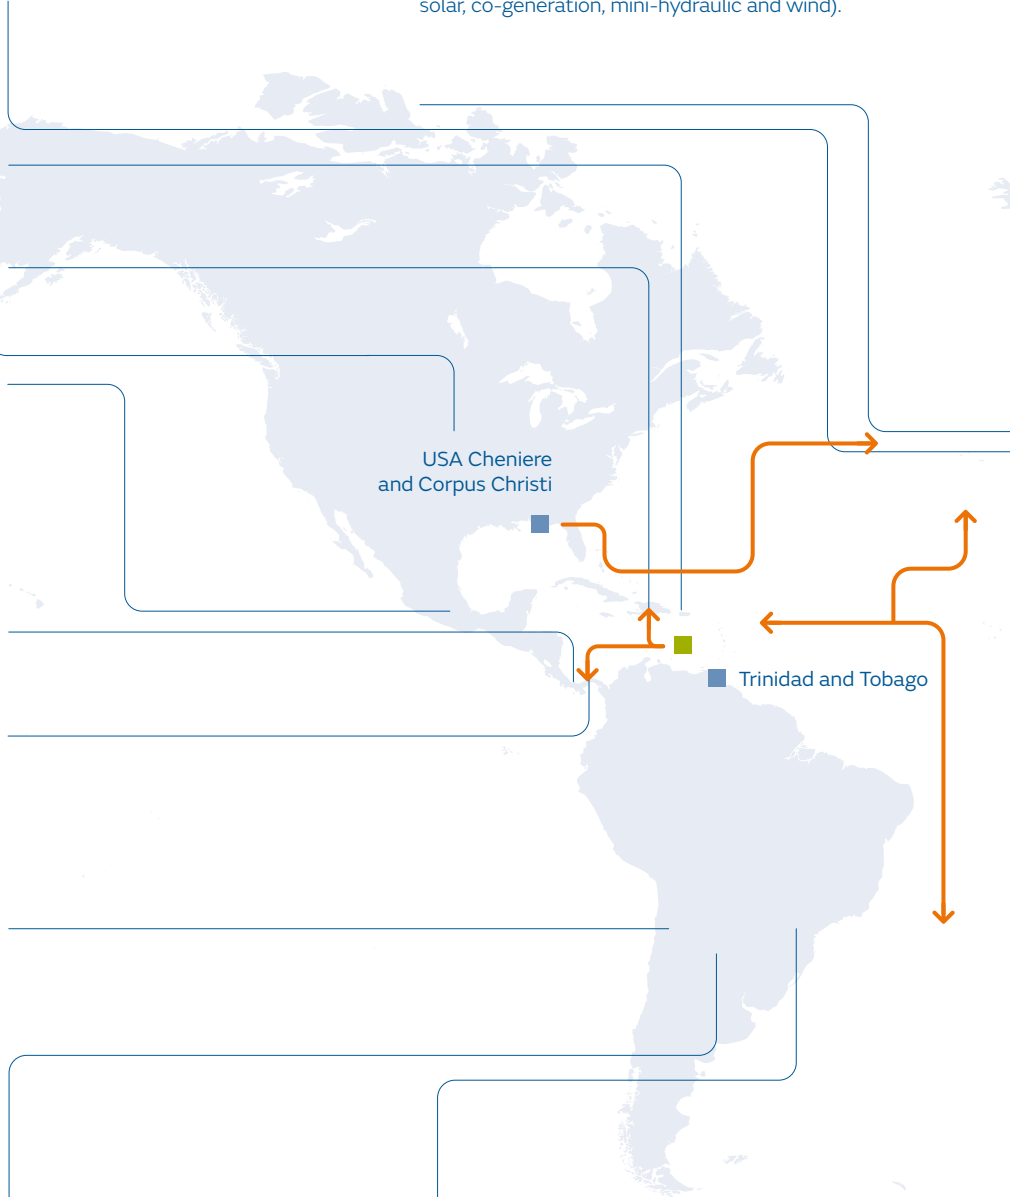 solar, co-generation, mini-hydraulic and wind).
USA Cheniere
and Corpus Christi
Trinidad and Tobago